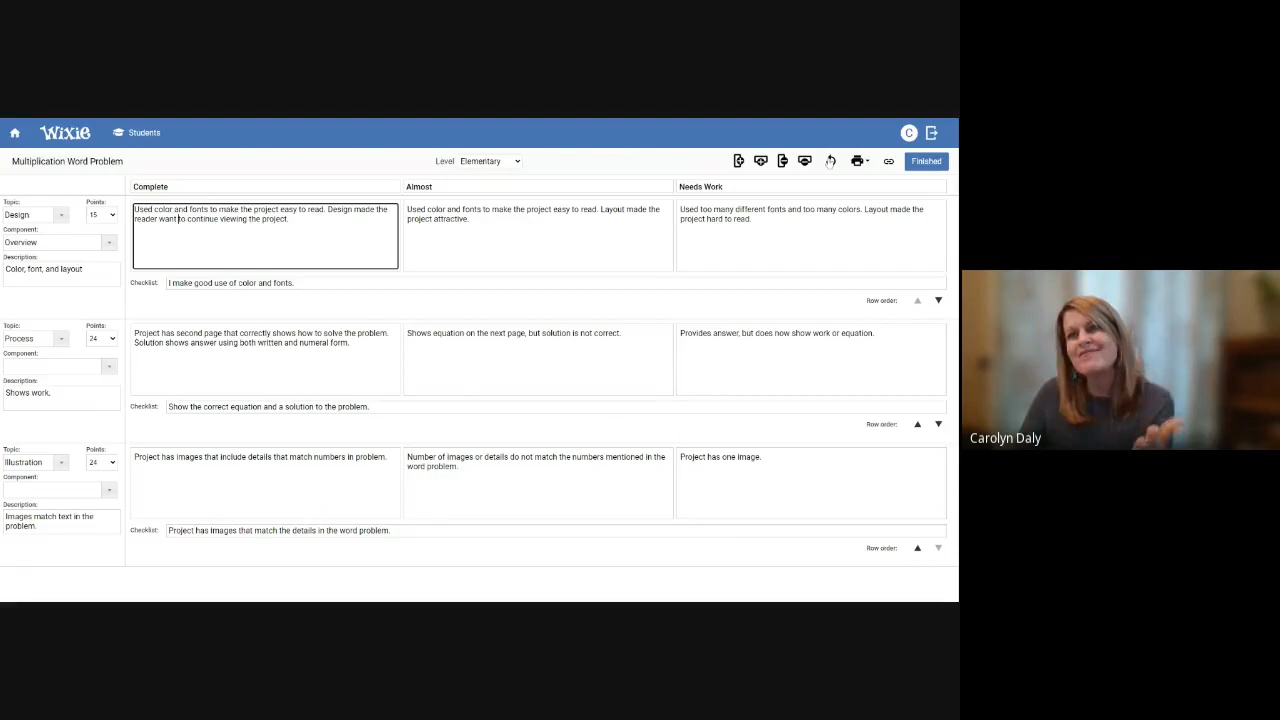 Wixie
Students
C
Multiplication Word Problem
Level
Elementary
Finished
Complete
Almost
Needs Work
Topic:
Points:
Design
15
Component:
Overview
Description:
Color, font, and layout
Used color and fonts to make the project easy to read. Design made the
reader want to continue viewing the project.
Used color and fonts to make the project easy to read. Layout made the
project attractive.
Used too many different fonts and too many colors. Layout made the
project hard to read.
Checklist:
I make good use of color and fonts.
Row order:
Topic:
Points:
Process
24
Component:
Description:
Shows work.
Project has second page that correctly shows how to solve the problem.
Solution shows answer using both written and numeral form.
Shows equation on the next page, but solution is not correct.
Provides answer, but does now show work or equation.
Checklist:
Show the correct equation and a solution to the problem.
Row order:
Topic:
Points:
Illustration
24
Component:
Description:
Images match text in the
problem.
Project has images that include details that match numbers in problem.
Number of images or details do not match the numbers mentioned in the
word problem.
Project has one image.
Checklist:
Project has images that match the details in the word problem.
Row order:
Carolyn Daly